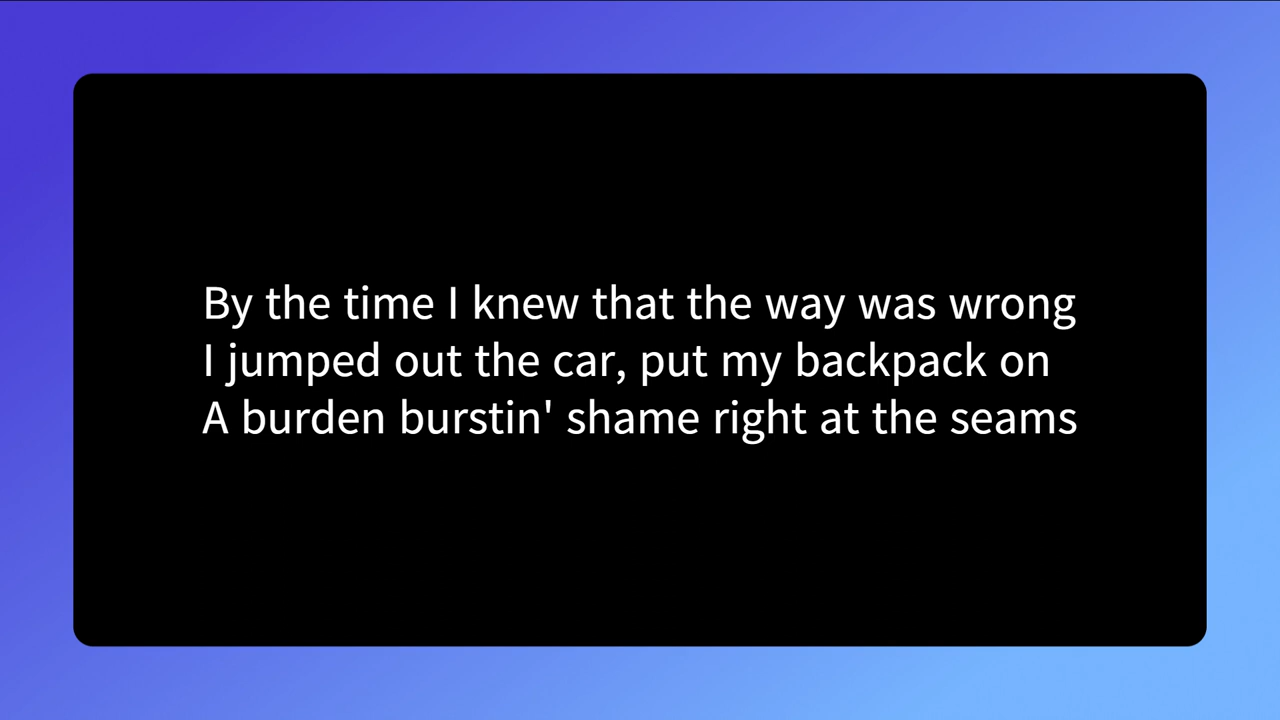 By the time I knew that the way was wrong
I jumped out the car, put my backpack on
A burden burstin' shame right at the seams